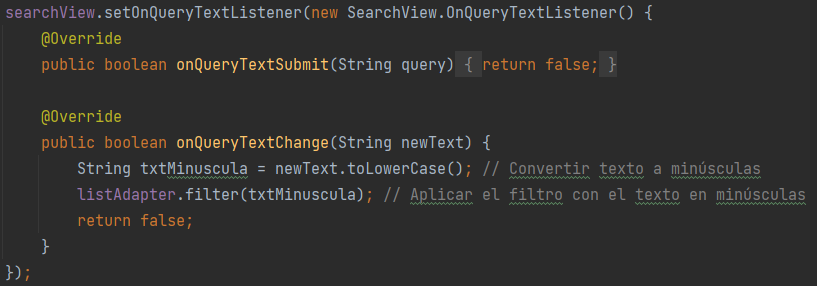 searchView.setOnQueryTextListener(new SearchView.OnQueryTextListener() {
    @Override
    public boolean onQueryTextSubmit(String query) { return false; }

    @Override
    public boolean onQueryTextChange(String newText) {
        String txtMinuscula = newText.toLowerCase(); // Convertir texto a minúsculas
        listAdapter.filter(txtMinuscula); // Aplicar el filtro con el texto en minúsculas
        return false;
    }
});